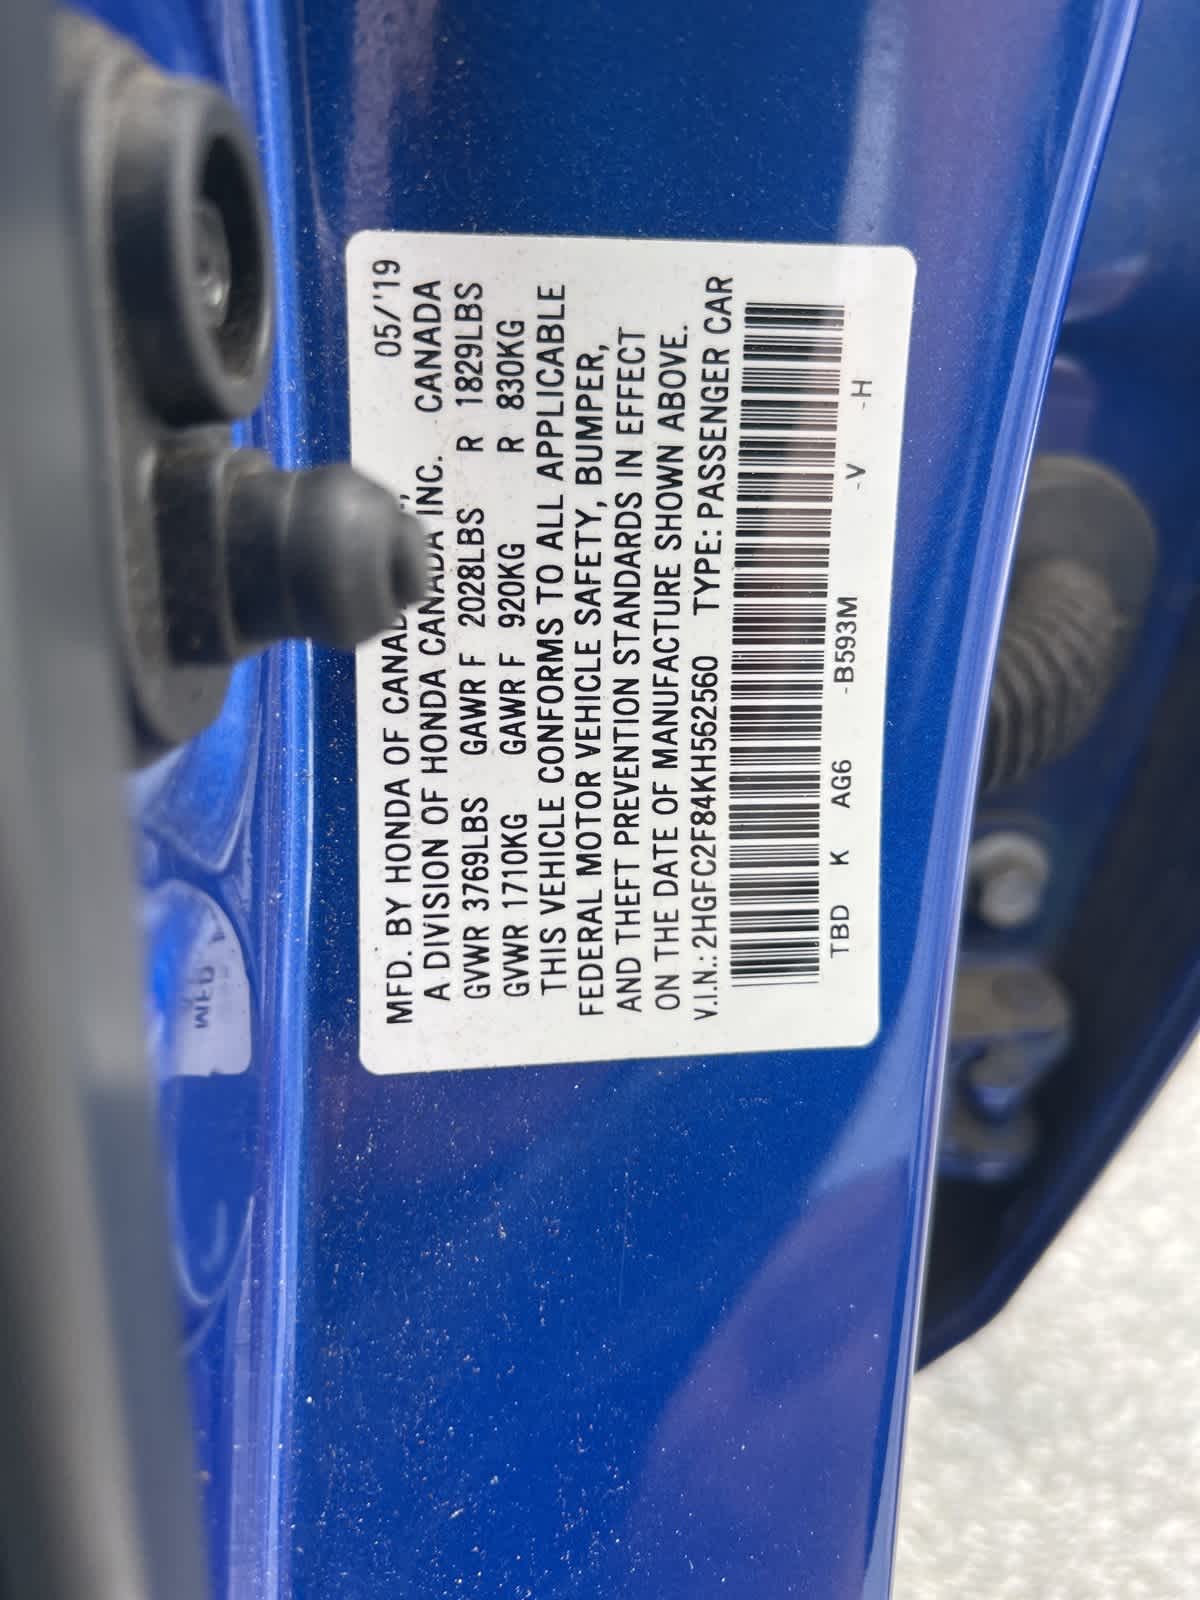 05/'19
MFD. BY HONDA OF
A DIVISION OF HONDA CANADA INC. CANADA
GVWR 3769LBS GAWR F 2028LBS R 1829LBS
GVWR 1710KG GAWR F 920KG R 830KG
THIS VEHICLE CONFORMS TO ALL APPLICABLE
FEDERAL MOTOR VEHICLE SAFETY, BUMPER,
AND THEFT PREVENTION STANDARDS IN EFFECT
ON THE DATE OF MANUFACTURE SHOWN ABOVE.
V.I.N.: 2HGFC2F84KH562560 TYPE: PASSENGER CAR
TBD K AG6 -B593M -V -H